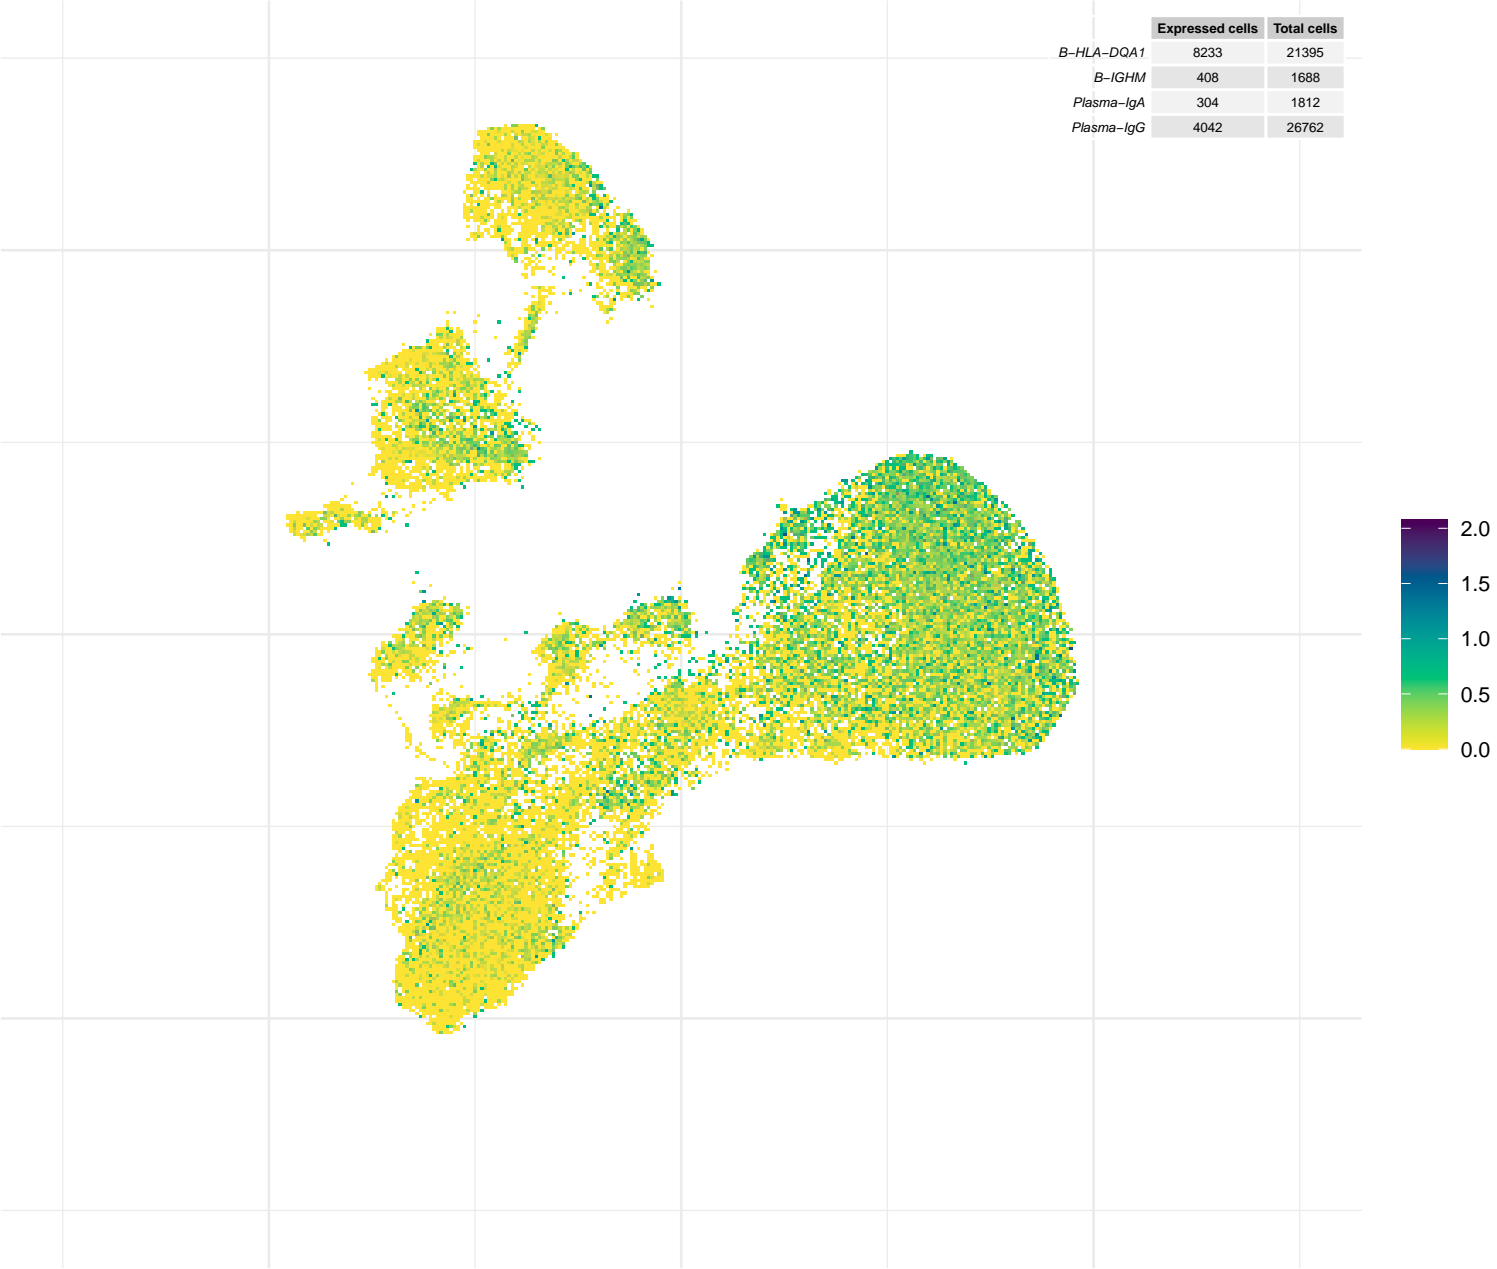 Expressed cells Total cells
B−HLA−DQA1 8233 21395
B−IGHM 408 1688
Plasma−IgA 304 1812
Plasma−IgG 4042 26762
2.0
1.5
1.0
0.5
0.0